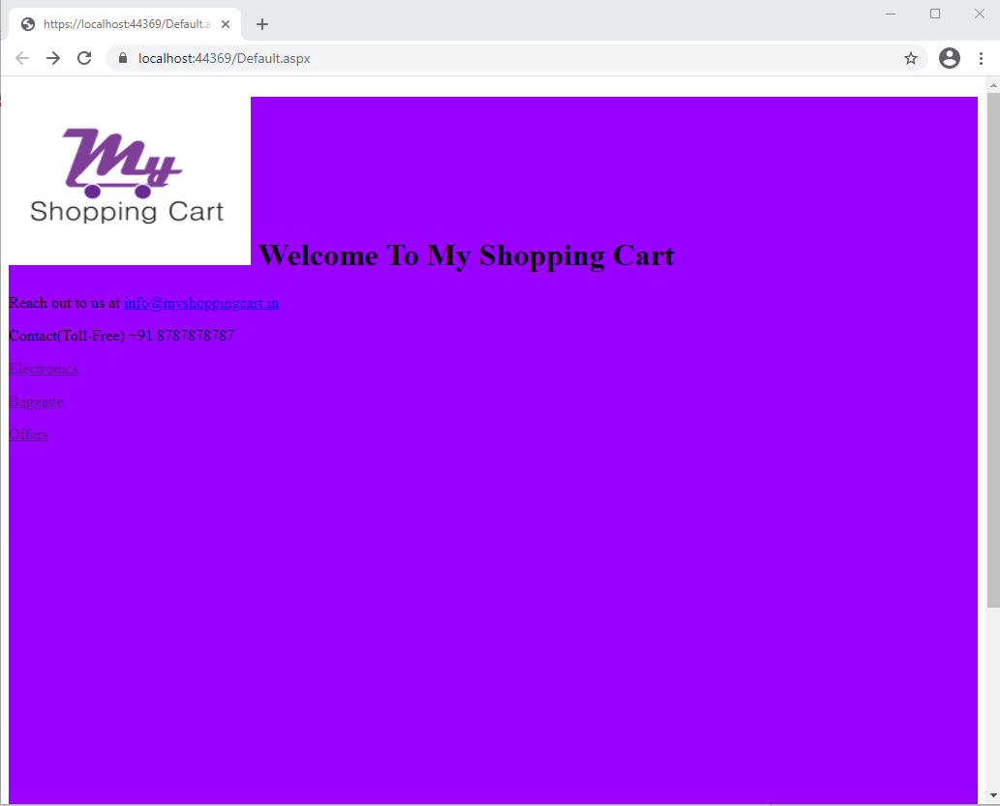 https://localhost:44369/Default.a
localhost:44369/Default.aspx
My
Shopping Cart
Welcome To My Shopping Cart
Reach out to us at info@myshoppingcart.in
Contact(Toll-Free) +91 8787878787
Electronics
Baggage
Offers